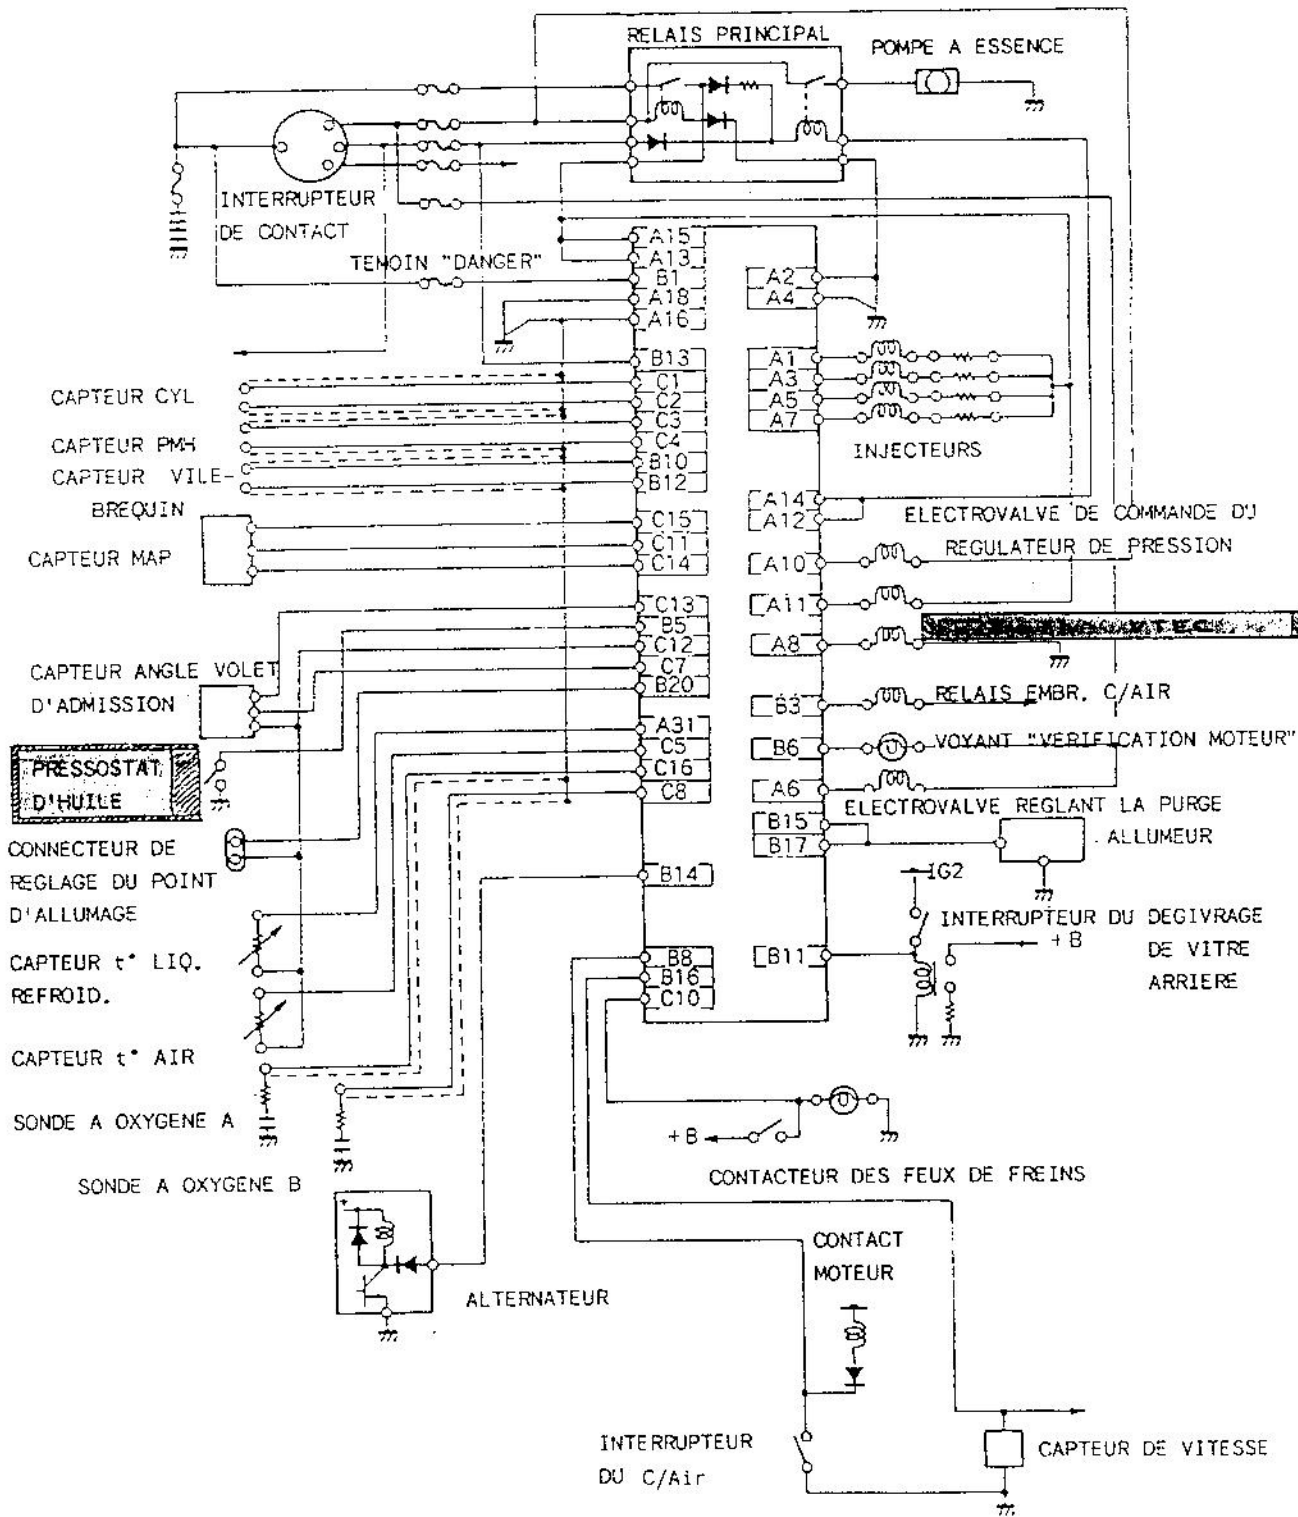 RELAIS PRINCIPAL
POMPE A ESSENCE
INTERRUPTEUR
DE CONTACT
TEMOIN "DANGER"
A15
A13
B1
A18
A16
B13
C1
C2
C3
C4
B10
B12
C15
C11
C14
C13
B5
C12
C7
B20
A31
C5
C16
C8
B14
B8
B16
C10
A2
A4
A1
A3
A5
A7
A14
A12
A10
A11
A8
B3
B6
A6
B15
B17
B11
CAPTEUR CYL
CAPTEUR PMH
CAPTEUR VILE-
BREQUIN
CAPTEUR MAP
CAPTEUR ANGLE VOLET
D'ADMISSION
PRESSOSTAT
D'HUILE
CONNECTEUR DE
REGLAGE DU POINT
D'ALLUMAGE
CAPTEUR t° LIQ.
REFROID.
CAPTEUR t° AIR
SONDE A OXYGENE A
SONDE A OXYGENE B
ALTERNATEUR
INJECTEURS
ELECTROVALVE DE COMMANDE DU
REGULATEUR DE PRESSION
RELAIS EMBR. C/AIR
VOYANT "VERIFICATION MOTEUR"
ELECTROVALVE REGLANT LA PURGE
ALLUMEUR
IG2
INTERRUPTEUR DU DEGIVRAGE
DE VITRE
ARRIERE
+B
+B
CONTACTEUR DES FEUX DE FREINS
CONTACT
MOTEUR
+
INTERRUPTEUR
DU C/Air
CAPTEUR DE VITESSE